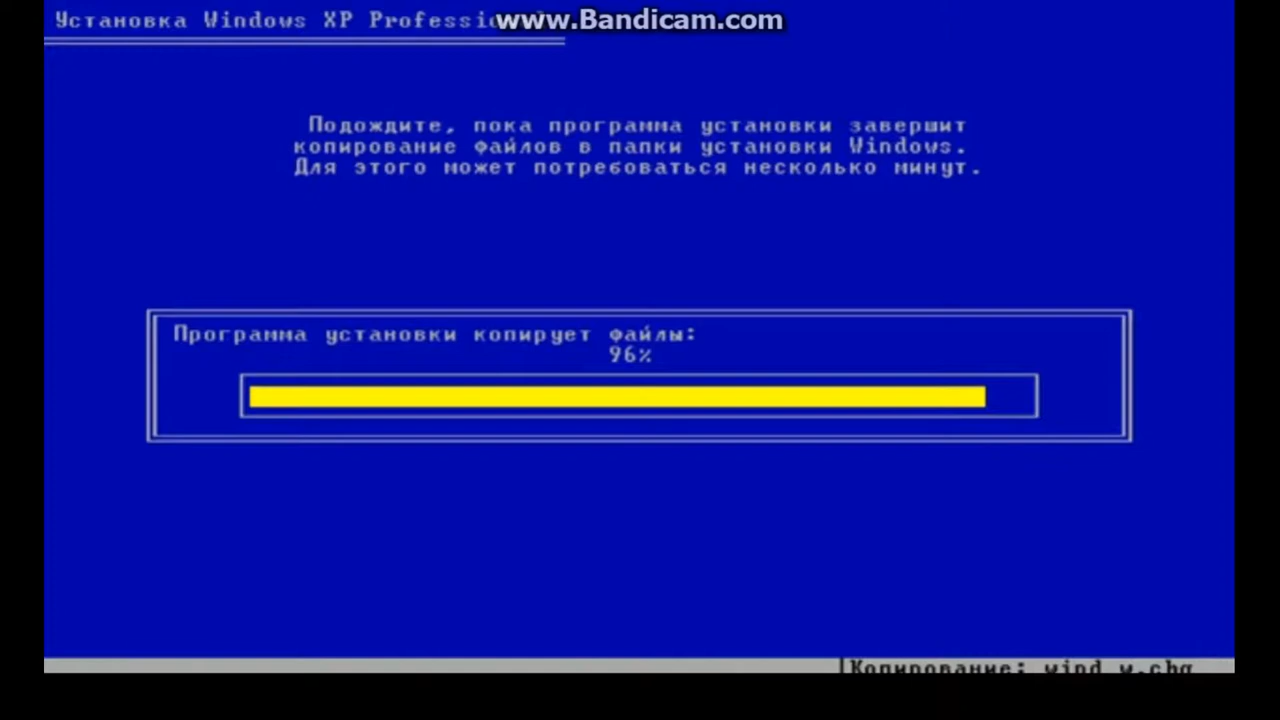 Установка Windows XP Professional
www.Bandicam.com
Подождите, пока программа установки завершит
копирование файлов в папки установки Windows.
Для этого может потребоваться несколько минут.
Программа установки копирует файлы:
96%
Копирование: